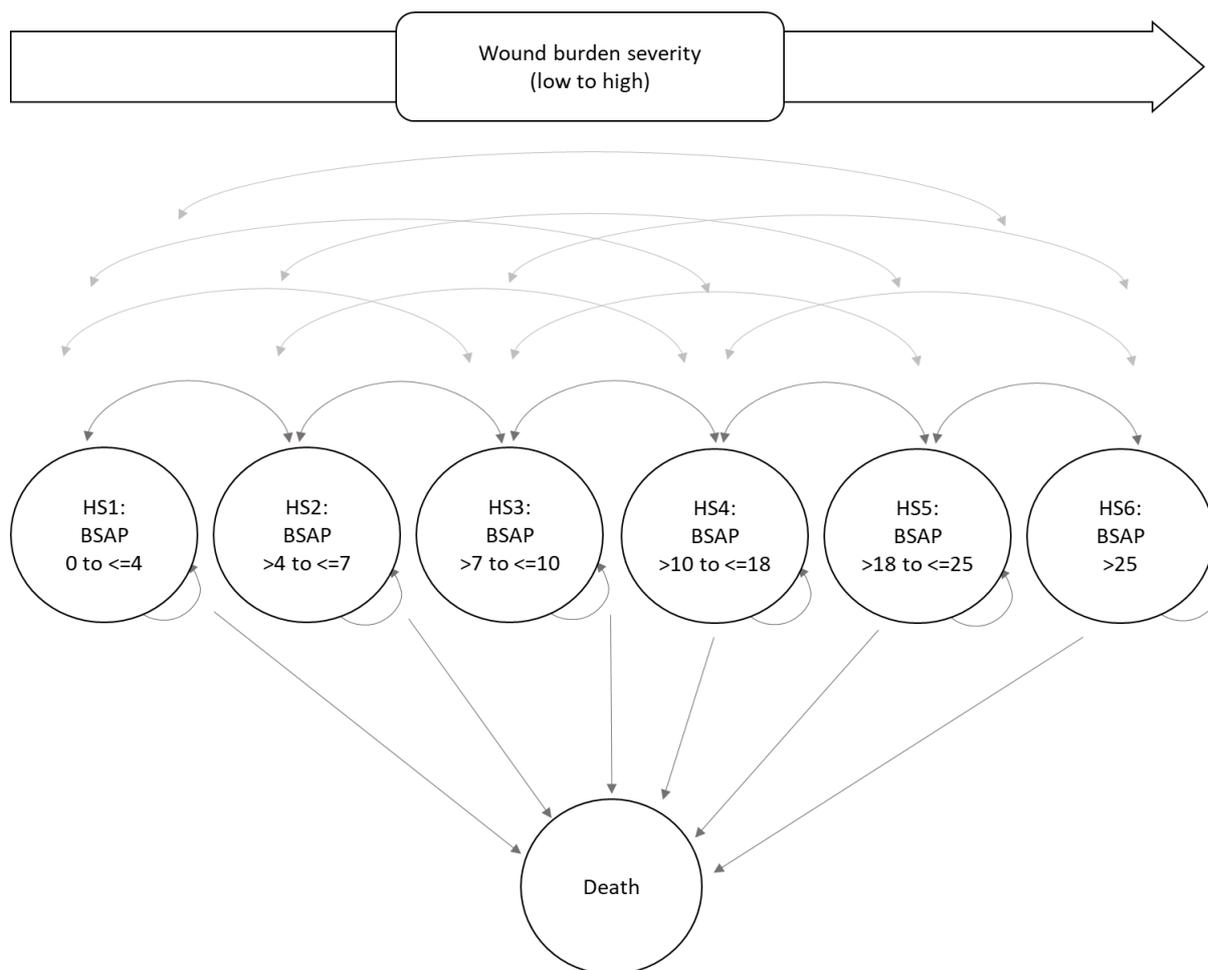 Wound burden severity
(low to high)
HS1:
BSAP
0 to <=4
HS2:
BSAP
>4 to <=7
HS3:
BSAP
>7 to <=10
HS4:
BSAP
>10 to <=18
HS5:
BSAP
>18 to <=25
HS6:
BSAP
>25
Death